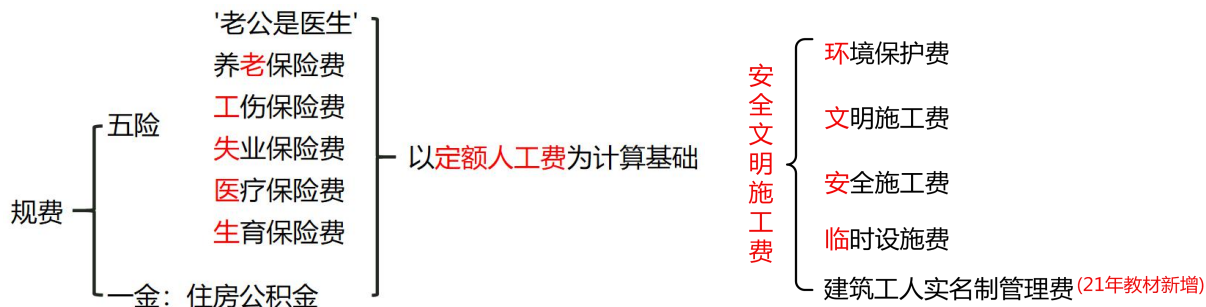 规费
五险
'老公是医生'
养老保险费
工伤保险费
失业保险费
医疗保险费
生育保险费
一金：住房公积金
以定额人工费为计算基础
安全文明施工费
环境保护费
文明施工费
安全施工费
临时设施费
建筑工人实名制管理费(21年教材新增)